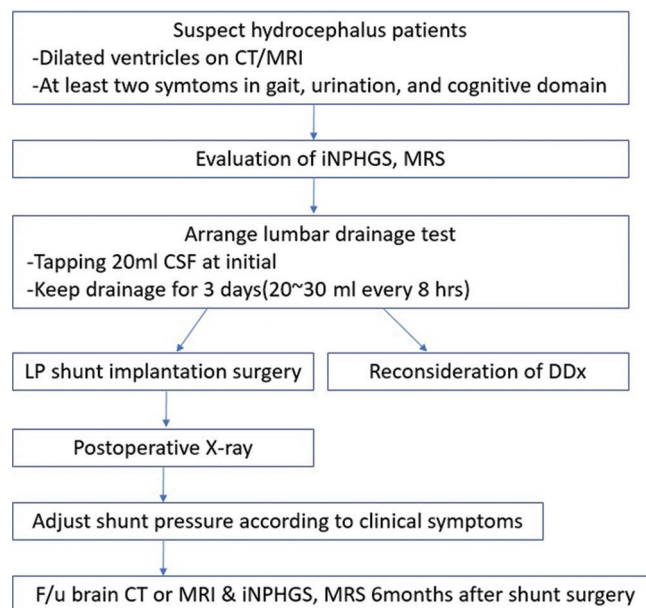 Suspect hydrocephalus patients
-Dilated ventricles on CT/MRI
-At least two symtoms in gait, urination, and cognitive domain
Evaluation of iNPHGS, MRS
Arrange lumbar drainage test
-Tapping 20ml CSF at initial
-Keep drainage for 3 days(20~30 ml every 8 hrs)
LP shunt implantation surgery
Reconsideration of DDx
Postoperative X-ray
Adjust shunt pressure according to clinical symptoms
F/u brain CT or MRI & iNPHGS, MRS 6months after shunt surgery